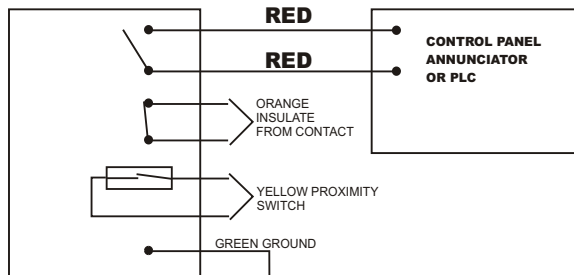 RED
CONTROL PANEL
ANNUNCIATOR
OR PLC
RED
ORANGE
INSULATE
FROM CONTACT
YELLOW PROXIMITY
SWITCH
GREEN GROUND